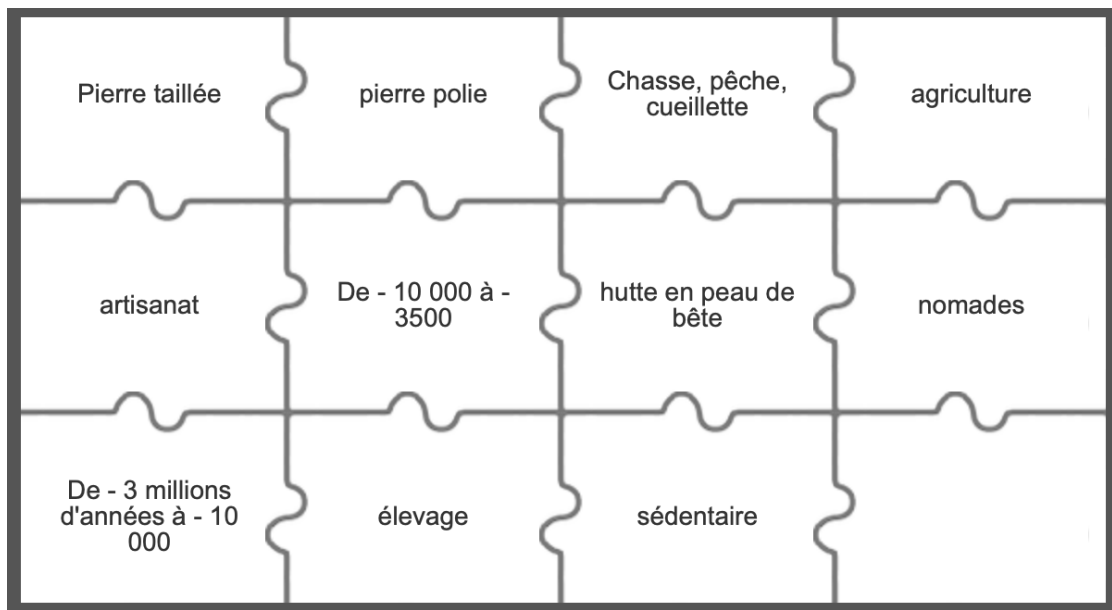 Pierre taillée
pierre polie
Chasse, pêche,
cueillette
agriculture
artisanat
De - 10 000 à -
3500
hutte en peau de
bête
nomades
De - 3 millions
d'années à - 10
000
élevage
sédentaire